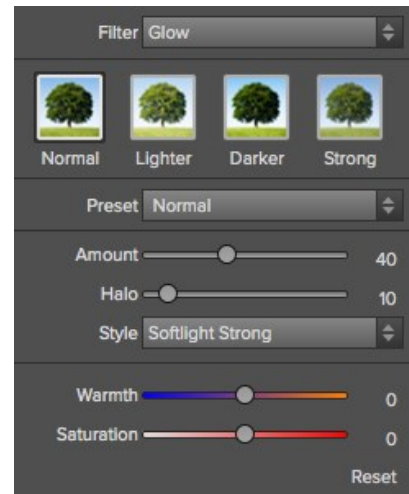 Filter Glow
Normal Lighter Darker Strong
Preset Normal
Amount 40
Halo 10
Style Softlight Strong
Warmth 0
Saturation 0
Reset